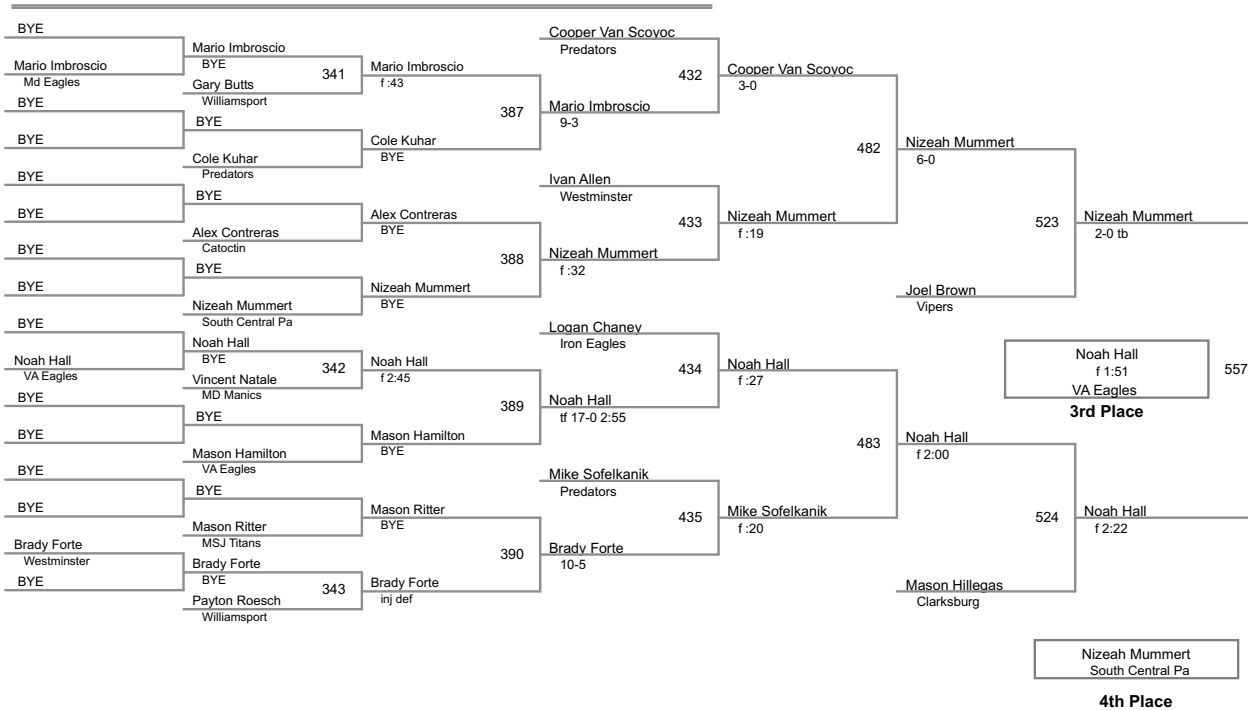 BYE
Mario Imbroscio
Md Eagles
BYE
BYE
BYE
BYE
BYE
BYE
BYE
Noah Hall
VA Eagles
BYE
BYE
BYE
BYE
Brady Forte
Westminster
BYE
Mario Imbroscio
BYE
341
Gary Butts
Williamsport
BYE
Cole Kuhar
Predators
BYE
Alex Contreras
Catoctin
BYE
Nizeah Mummert
South Central Pa
Noah Hall
BYE
342
Vincent Natale
MD Manics
BYE
Mason Hamilton
VA Eagles
BYE
Mason Ritter
MSJ Titans
Brady Forte
BYE
343
Payton Roesch
Williamsport
Mario Imbroscio
f :43
387
Cole Kuhar
BYE
Alex Contreras
BYE
388
Nizeah Mummert
BYE
Noah Hall
f 2:45
389
Mason Hamilton
BYE
Mason Ritter
BYE
390
Brady Forte
inj def
Cooper Van Scoyoc
Predators
432
Mario Imbroscio
9-3
Ivan Allen
Westminster
433
Nizeah Mummert
f :32
Logan Chaney
Iron Eagles
434
Noah Hall
tf 17-0 2:55
Mike Sofelkanik
Predators
435
Brady Forte
10-5
Cooper Van Scoyoc
3-0
482
Nizeah Mummert
f :19
Noah Hall
f :27
483
Mike Sofelkanik
f :20
Nizeah Mummert
6-0
523
Joel Brown
Vipers
Noah Hall
f 2:00
524
Mason Hillegas
Clarksburg
Nizeah Mummert
2-0 tb
Noah Hall
f 1:51
VA Eagles
557
3rd Place
Noah Hall
f 2:22
Nizeah Mummert
South Central Pa
4th Place